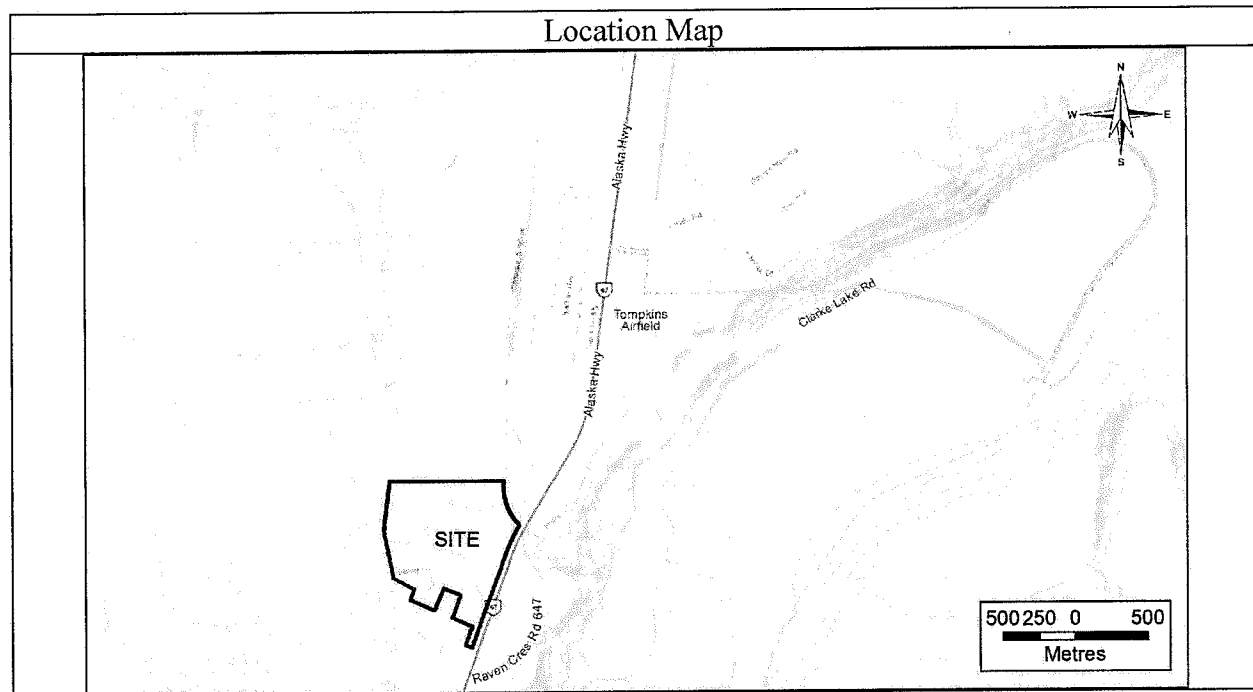 Location Map
N
W E
S
Alaska Hwy
Tompkins
Airfield
Clarke Lake Rd
Alaska Hwy
SITE
Raven Cres Rd 647
500 250 0 500
Metres